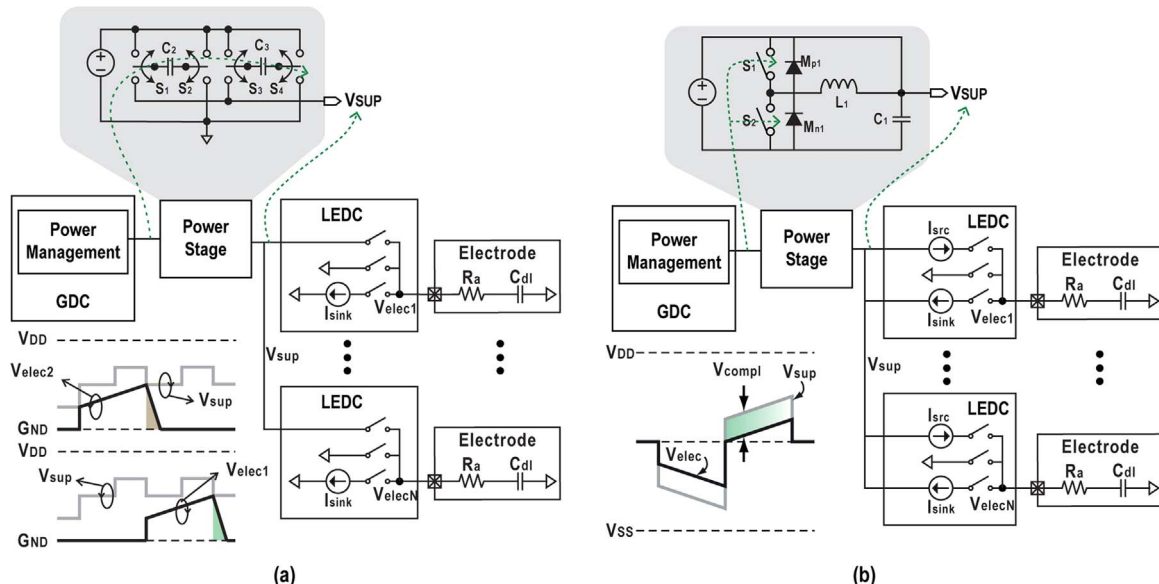 C2
C3
S1
S2
S3
S4
VSUP
Power
Management
GDC
Power
Stage
LEDC
Isink
Velec1
Electrode
Ra
Cdl
Vsup
LEDC
Isink
VelecN
Electrode
Ra
Cdl
VDD
Velec2
Vsup
GND
VDD
Vsup
Velec1
GND
(a)
S1
Mp1
S2
Mn1
L1
C1
VSUP
Power
Management
GDC
Power
Stage
LEDC
Isrc
Isink
Velec1
Electrode
Ra
Cdl
Vsup
LEDC
Isrc
Isink
VelecN
Electrode
Ra
Cdl
VDD
Vcompl
Vsup
Velec
VSS
(b)